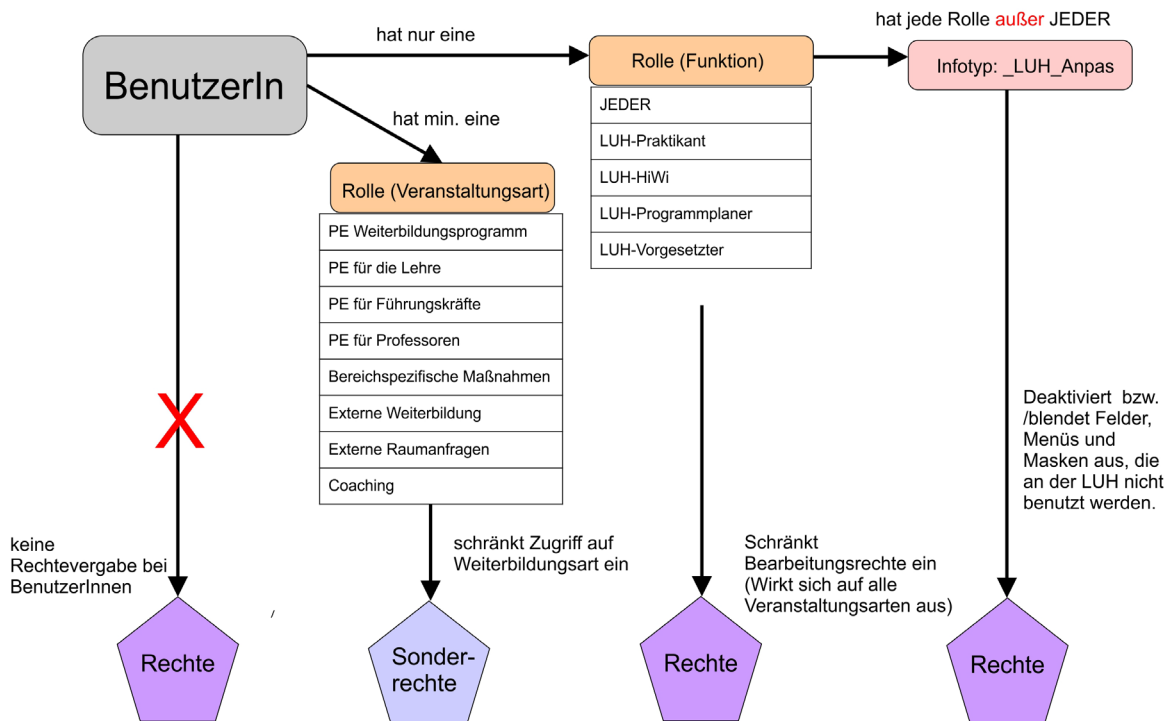 hat jede Rolle außer JEDER
hat nur eine
BenutzerIn
Rolle (Funktion)
Infotyp: _LUH_Anpas
JEDER
LUH-Praktikant
LUH-HiWi
LUH-Programmplaner
LUH-Vorgesetzter
hat min. eine
Rolle (Veranstaltungsart)
PE Weiterbildungsprogramm
PE für die Lehre
PE für Führungskräfte
PE für Professoren
Bereichspezifische Maßnahmen
Externe Weiterbildung
Externe Raumanfragen
Coaching
X
Deaktiviert bzw.
/blendet Felder,
Menüs und
Masken aus, die
an der LUH nicht
benutzt werden.
keine
Rechtevergabe bei
BenutzerInnen
schränkt Zugriff auf
Weiterbildungsart ein
Schränkt
Bearbeitungsrechte ein
(Wirkt sich auf alle
Veranstaltungsarten aus)
/
Rechte
Sonder-
rechte
Rechte
Rechte